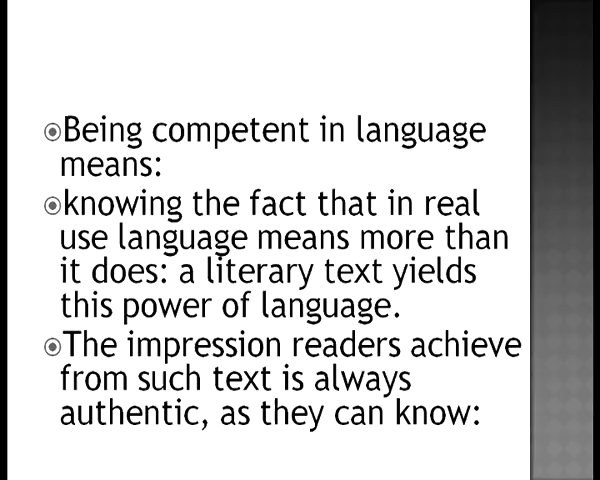 Being competent in language
means:
knowing the fact that in real
use language means more than
it does: a literary text yields
this power of language.
The impression readers achieve
from such text is always
authentic, as they can know: